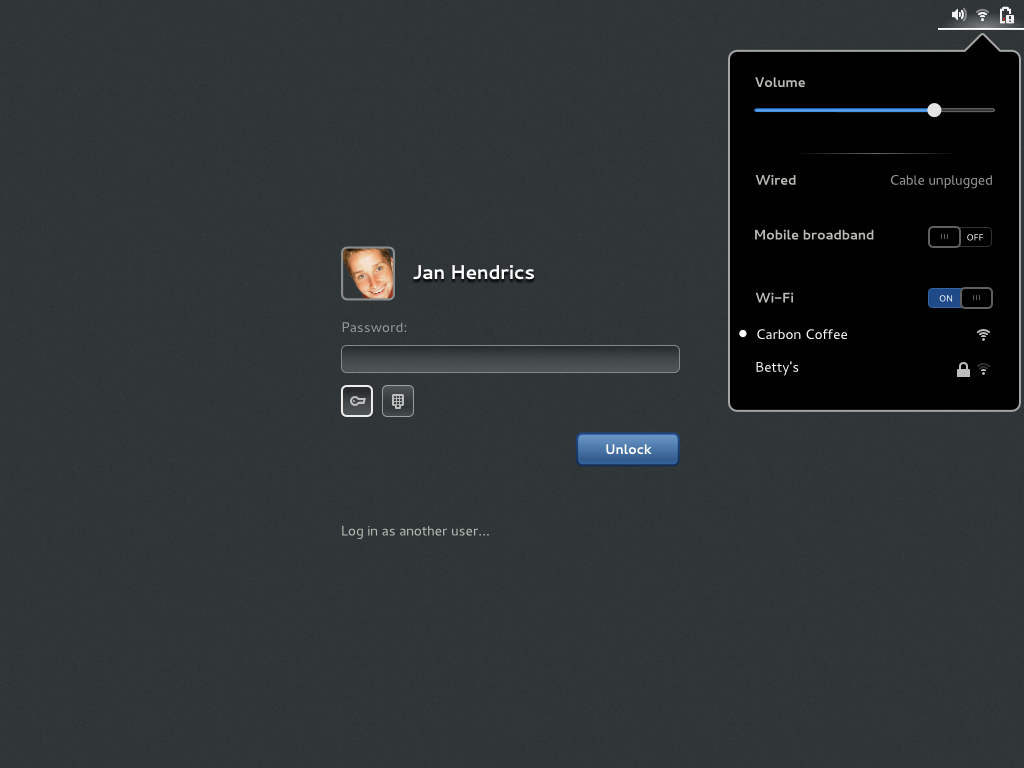 Volume
Wired Cable unplugged
Mobile broadband OFF
Wi-Fi ON
Carbon Coffee
Betty's
Jan Hendrics
Password:
Unlock
Log in as another user...